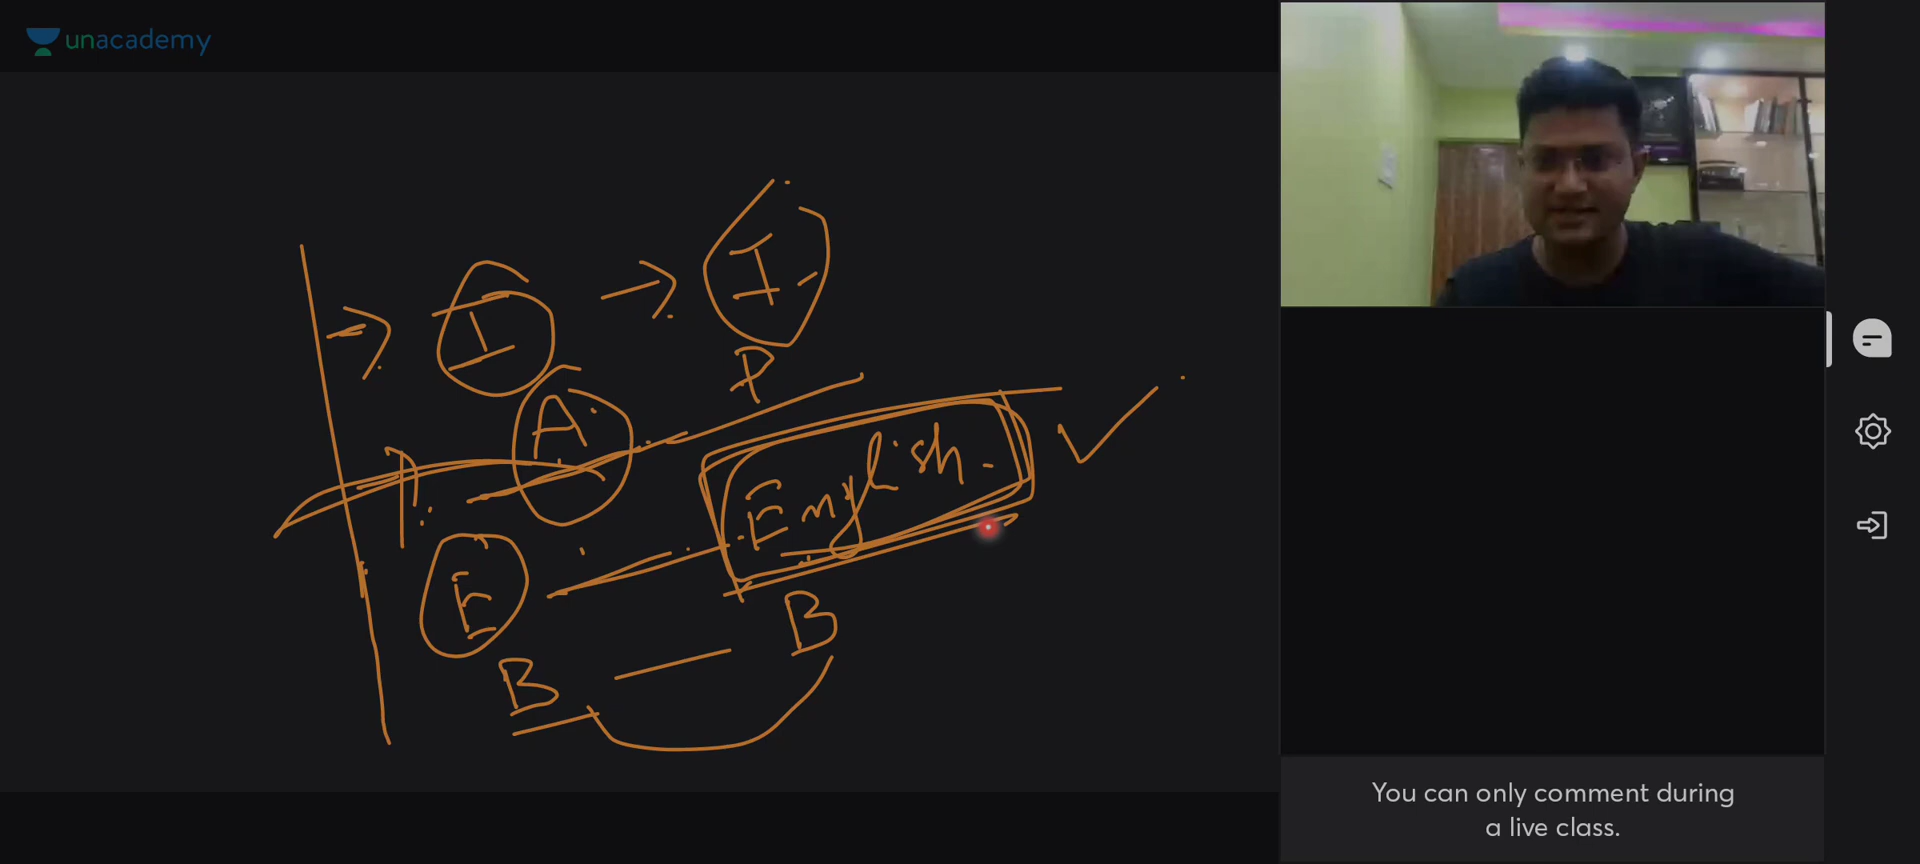 unacademy
I I
P
A
English
E
B
B
You can only comment during
a live class.